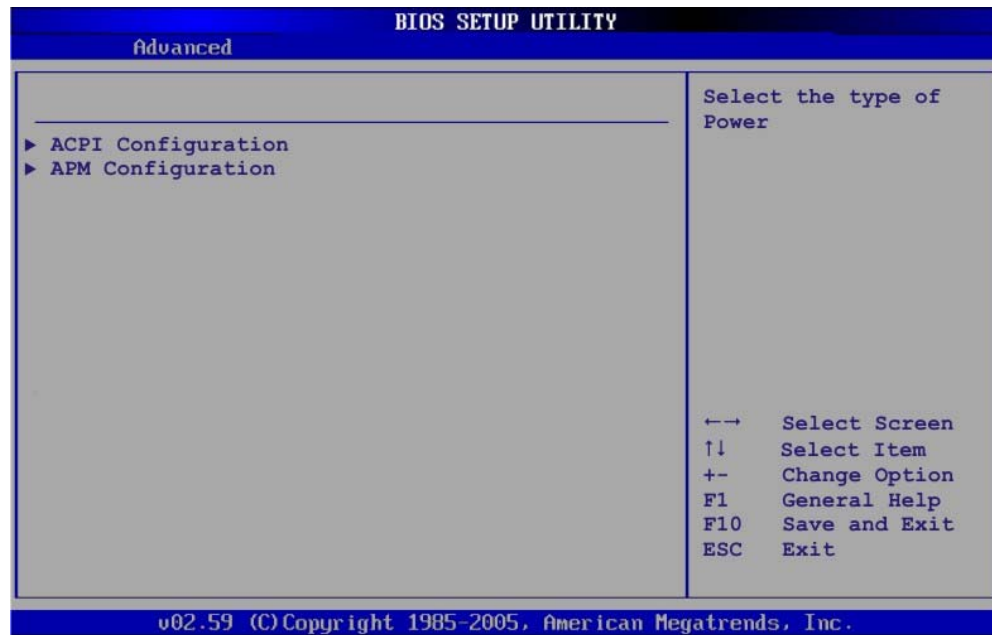 BIOS SETUP UTILITY
Advanced
Select the type of
Power
► ACPI Configuration
► APM Configuration
←→ Select Screen
↑↓ Select Item
+- Change Option
F1 General Help
F10 Save and Exit
ESC Exit
v02.59 (C)Copyright 1985-2005, American Megatrends, Inc.